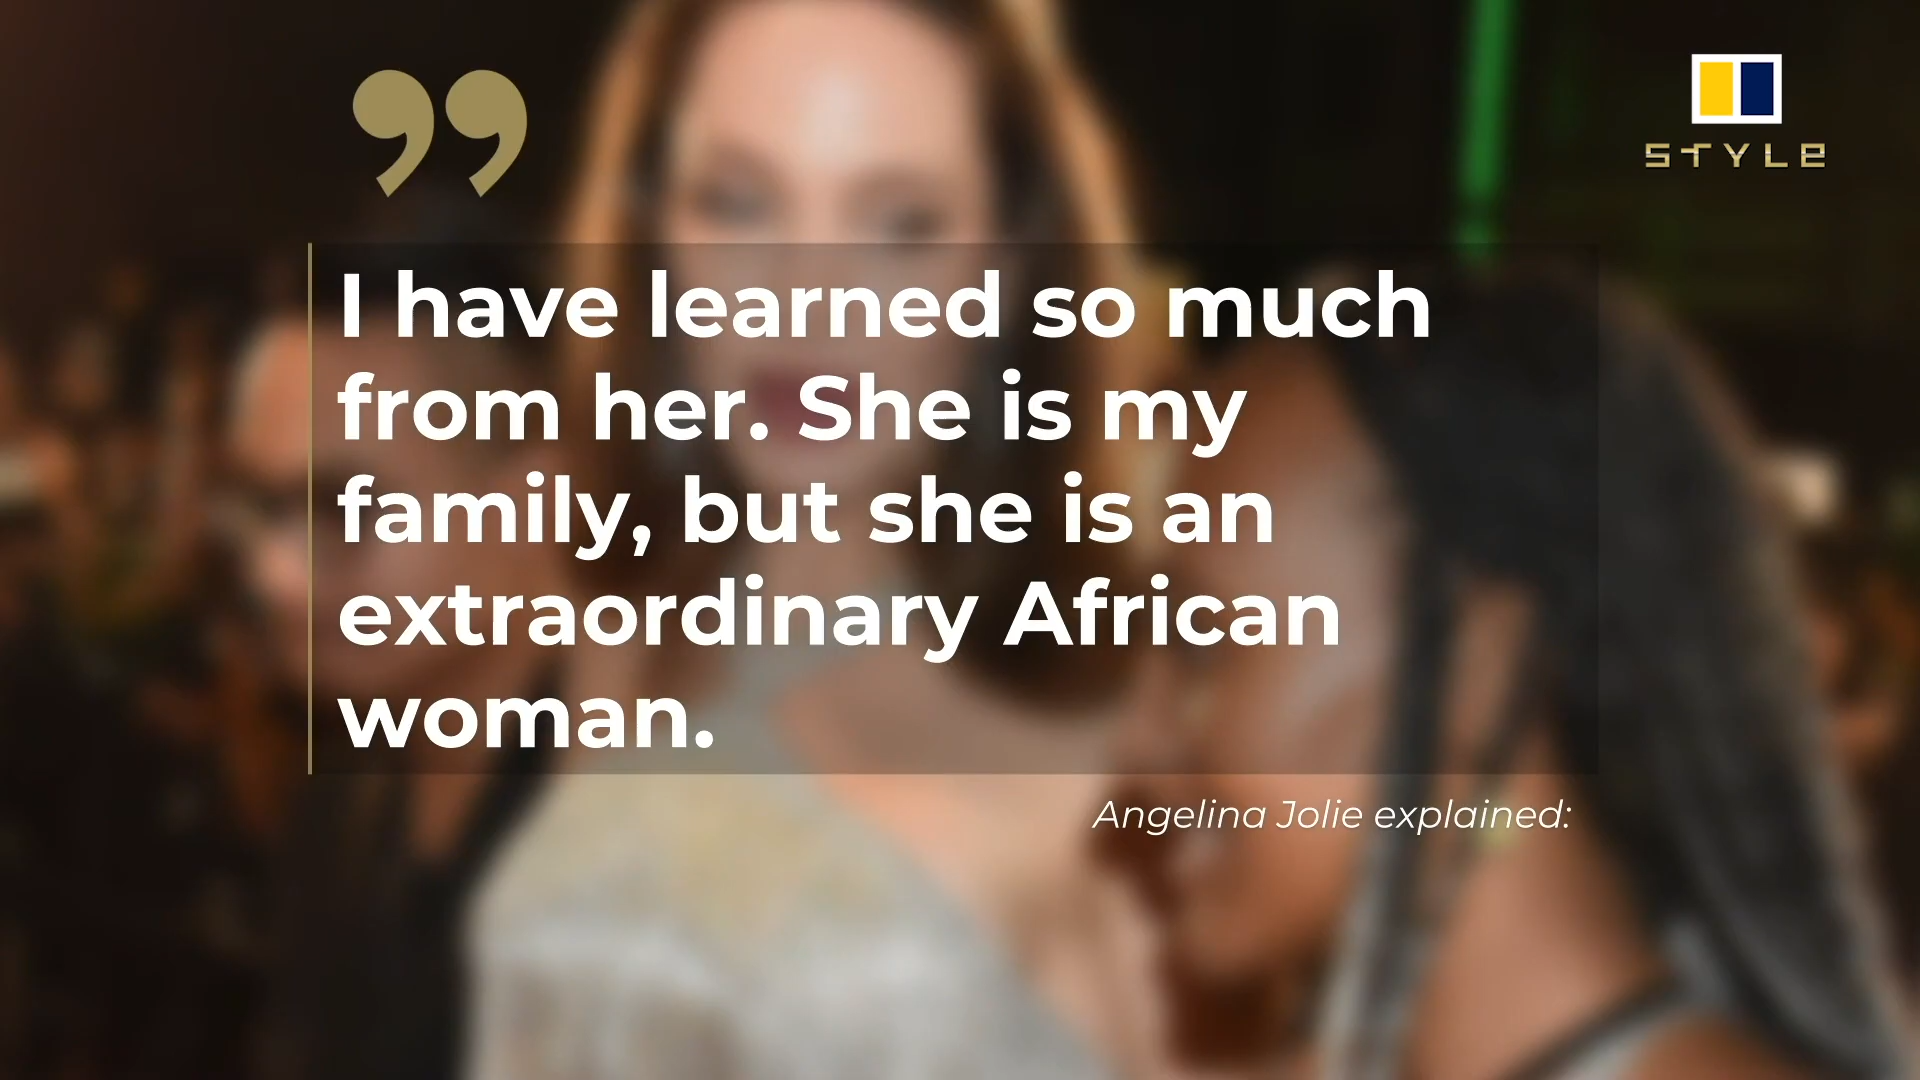 STYLE
I have learned so much
from her. She is my
family, but she is an
extraordinary African
woman.
Angelina Jolie explained: